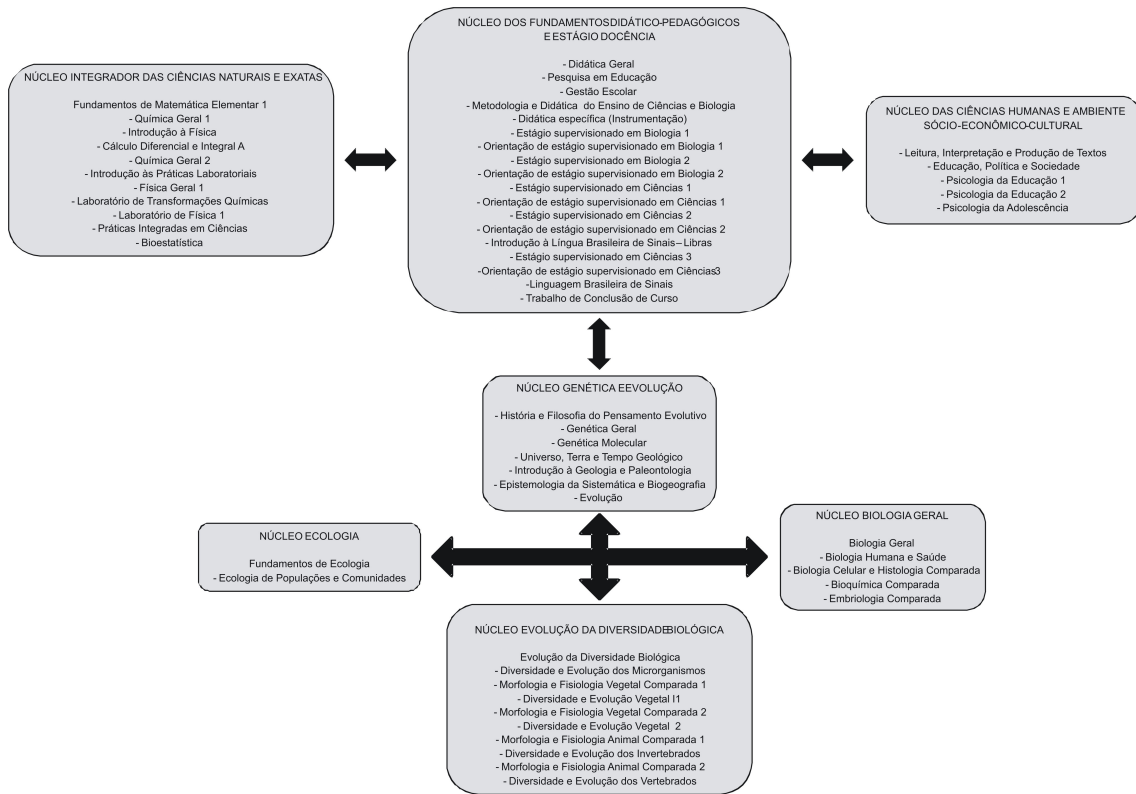 NÚCLEO DOS FUNDAMENTOSDIDÁTICO-PEDAGÓGICOS
E ESTÁGIO DOCÊNCIA
- Didática Geral
- Pesquisa em Educação
- Gestão Escolar
- Metodologia e Didática do Ensino de Ciências e Biologia
- Didática específica (Instrumentação)
- Estágio supervisionado em Biologia 1
- Orientação de estágio supervisionado em Biologia 1
- Estágio supervisionado em Biologia 2
- Orientação de estágio supervisionado em Biologia 2
- Estágio supervisionado em Ciências 1
- Orientação de estágio supervisionado em Ciências 1
- Estágio supervisionado em Ciências 2
- Orientação de estágio supervisionado em Ciências 2
- Introdução à Língua Brasileira de Sinais – Libras
- Estágio supervisionado em Ciências 3
-Orientação de estágio supervisionado em Ciências3
-Linguagem Brasileira de Sinais
- Trabalho de Conclusão de Curso
NÚCLEO INTEGRADOR DAS CIÊNCIAS NATURAIS E EXATAS
Fundamentos de Matemática Elementar 1
- Química Geral 1
- Introdução à Física
- Cálculo Diferencial e Integral A
- Química Geral 2
- Introdução às Práticas Laboratoriais
- Física Geral 1
- Laboratório de Transformações Químicas
- Laboratório de Física 1
- Práticas Integradas em Ciências
- Bioestatística
NÚCLEO DAS CIÊNCIAS HUMANAS E AMBIENTE
SÓCIO-ECONÔMICO-CULTURAL
- Leitura, Interpretação e Produção de Textos
- Educação, Política e Sociedade
- Psicologia da Educação 1
- Psicologia da Educação 2
- Psicologia da Adolescência
NÚCLEO GENÉTICA EEVOLUÇÃO
- História e Filosofia do Pensamento Evolutivo
- Genética Geral
- Genética Molecular
- Universo, Terra e Tempo Geológico
- Introdução à Geologia e Paleontologia
- Epistemologia da Sistemática e Biogeografia
- Evolução
NÚCLEO ECOLOGIA
Fundamentos de Ecologia
- Ecologia de Populações e Comunidades
NÚCLEO BIOLOGIA GERAL
Biologia Geral
- Biologia Humana e Saúde
- Biologia Celular e Histologia Comparada
- Bioquímica Comparada
- Embriologia Comparada
NÚCLEO EVOLUÇÃO DA DIVERSIDADEBIOLÓGICA
Evolução da Diversidade Biológica
- Diversidade e Evolução dos Microrganismos
- Morfologia e Fisiologia Vegetal Comparada 1
- Diversidade e Evolução Vegetal I1
- Morfologia e Fisiologia Vegetal Comparada 2
- Diversidade e Evolução Vegetal 2
- Morfologia e Fisiologia Animal Comparada 1
- Diversidade e Evolução dos Invertebrados
- Morfologia e Fisiologia Animal Comparada 2
- Diversidade e Evolução dos Vertebrados